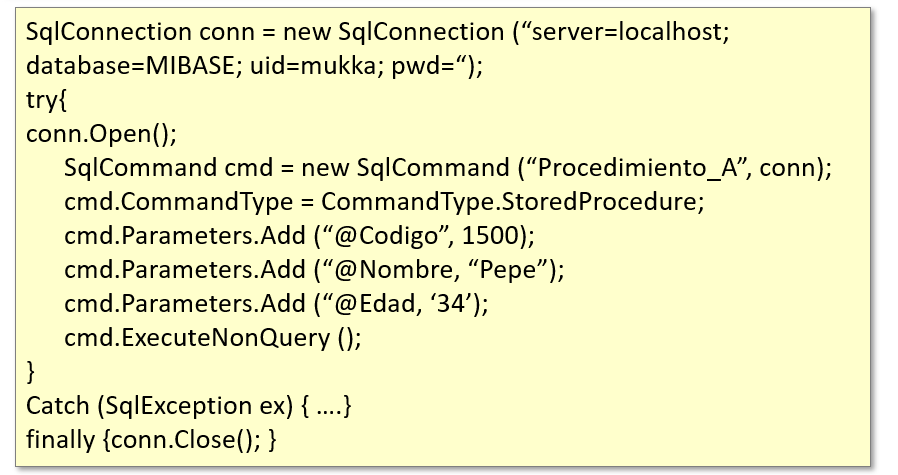 SqlConnection conn = new SqlConnection (“server=localhost;
database=MIBASE; uid=mukka; pwd=“);
try{
conn.Open();
SqlCommand cmd = new SqlCommand (“Procedimiento_A”, conn);
cmd.CommandType = CommandType.StoredProcedure;
cmd.Parameters.Add (“@Codigo”, 1500);
cmd.Parameters.Add (“@Nombre, “Pepe”);
cmd.Parameters.Add (“@Edad, ‘34’);
cmd.ExecuteNonQuery ();
}
Catch (SqlException ex) { ….}
finally {conn.Close(); }